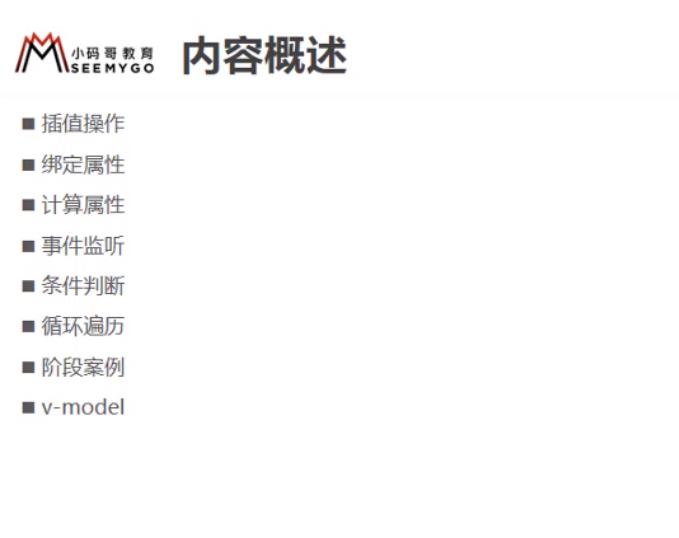 小码哥教育
SEEMYGO
内容概述
■ 插值操作
■ 绑定属性
■ 计算属性
■ 事件监听
■ 条件判断
■ 循环遍历
■ 阶段案例
■ v-model